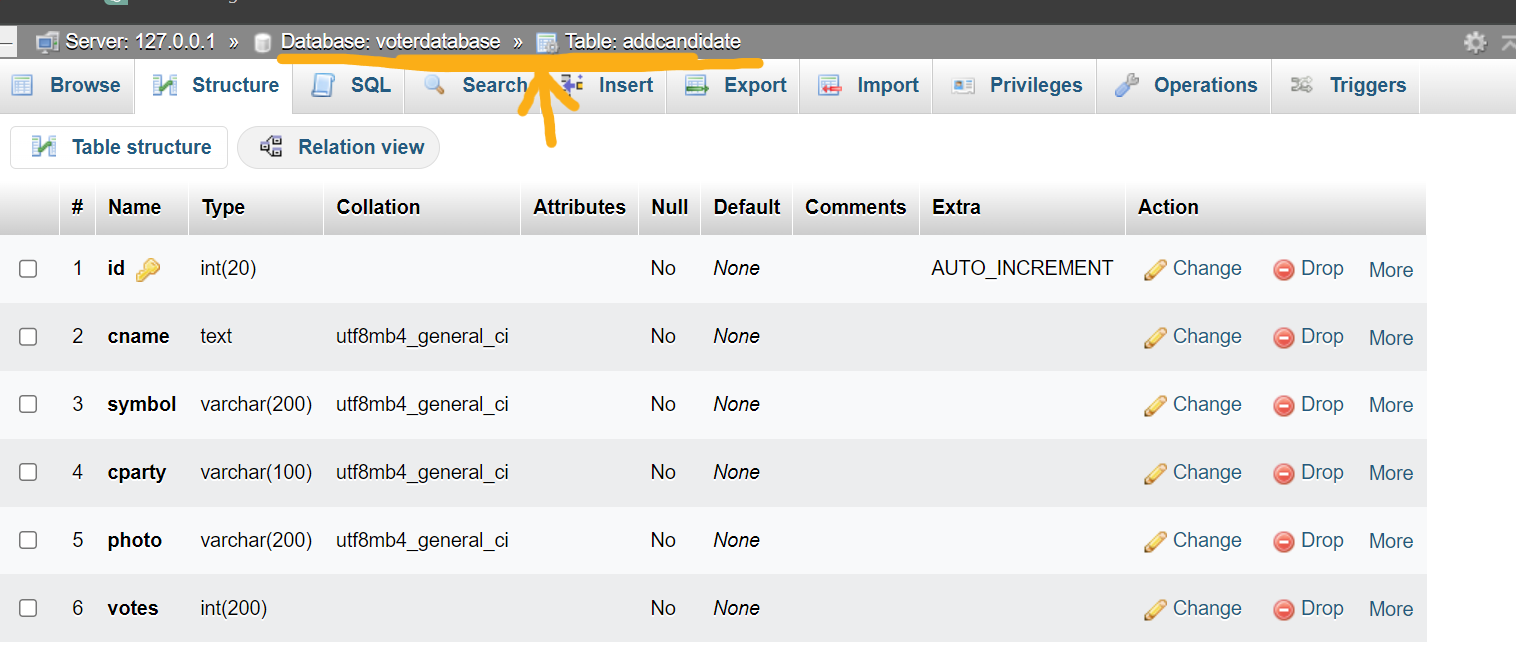 Server: 127.0.0.1 » Database: voterdatabase » Table: addcandidate
Browse Structure SQL Search Insert Export Import Privileges Operations Triggers
Table structure Relation view
# Name Type Collation Attributes Null Default Comments Extra Action
1 id int(20) No None AUTO_INCREMENT Change Drop More
2 cname text utf8mb4_general_ci No None Change Drop More
3 symbol varchar(200) utf8mb4_general_ci No None Change Drop More
4 cparty varchar(100) utf8mb4_general_ci No None Change Drop More
5 photo varchar(200) utf8mb4_general_ci No None Change Drop More
6 votes int(200) No None Change Drop More